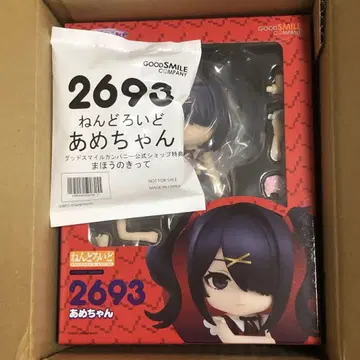 GOOD SMILE
COMPANY
2693
ねんどろいど
あめちゃん
グッドスマイルカンパニー公式ショップ特典
まほうのきって
NOT FOR SALE
MADE IN CHINA
GOOD SMILE
COMPANY
ねんどろいど
2693
あめちゃん